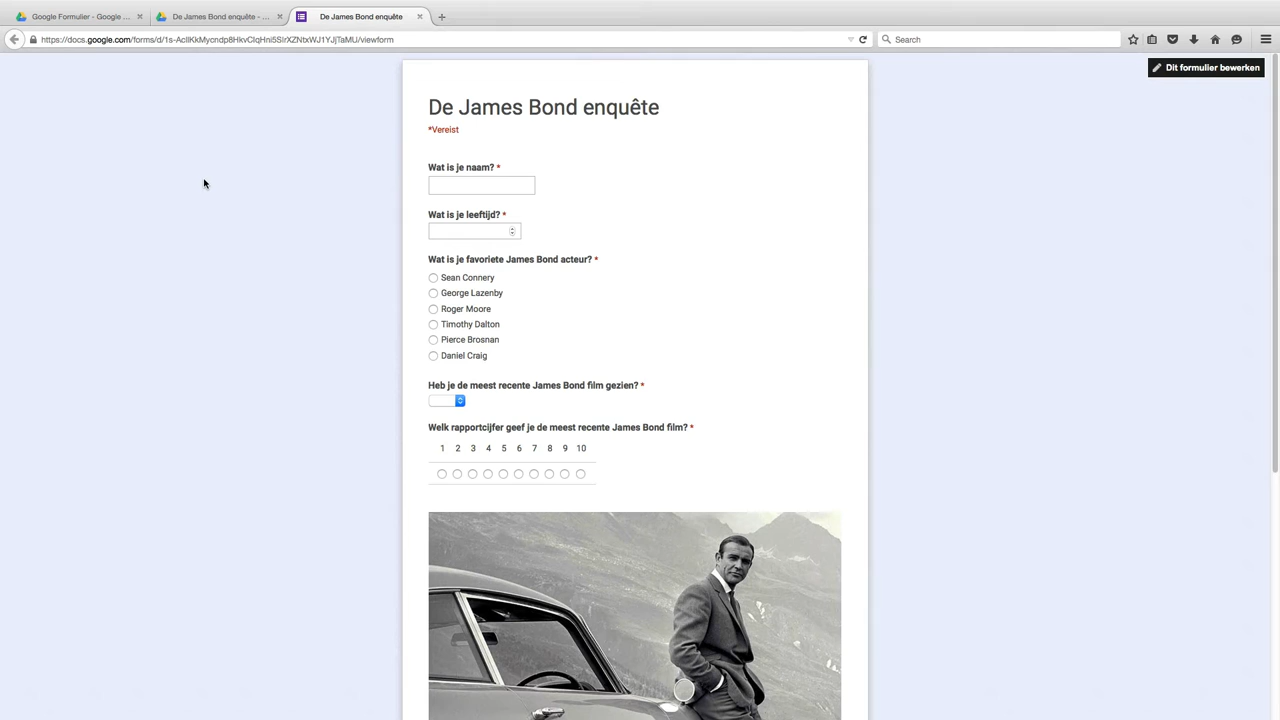 Google Formulier - Google ...
De James Bond enquête - ...
De James Bond enquête
Search
Dit formulier bewerken
De James Bond enquête
*Vereist
Wat is je naam? *
Wat is je leeftijd? *
Wat is je favoriete James Bond acteur? *
Sean Connery
George Lazenby
Roger Moore
Timothy Dalton
Pierce Brosnan
Daniel Craig
Heb je de meest recente James Bond film gezien? *
Welk rapportcijfer geef je de meest recente James Bond film? *
1 2 3 4 5 6 7 8 9 10